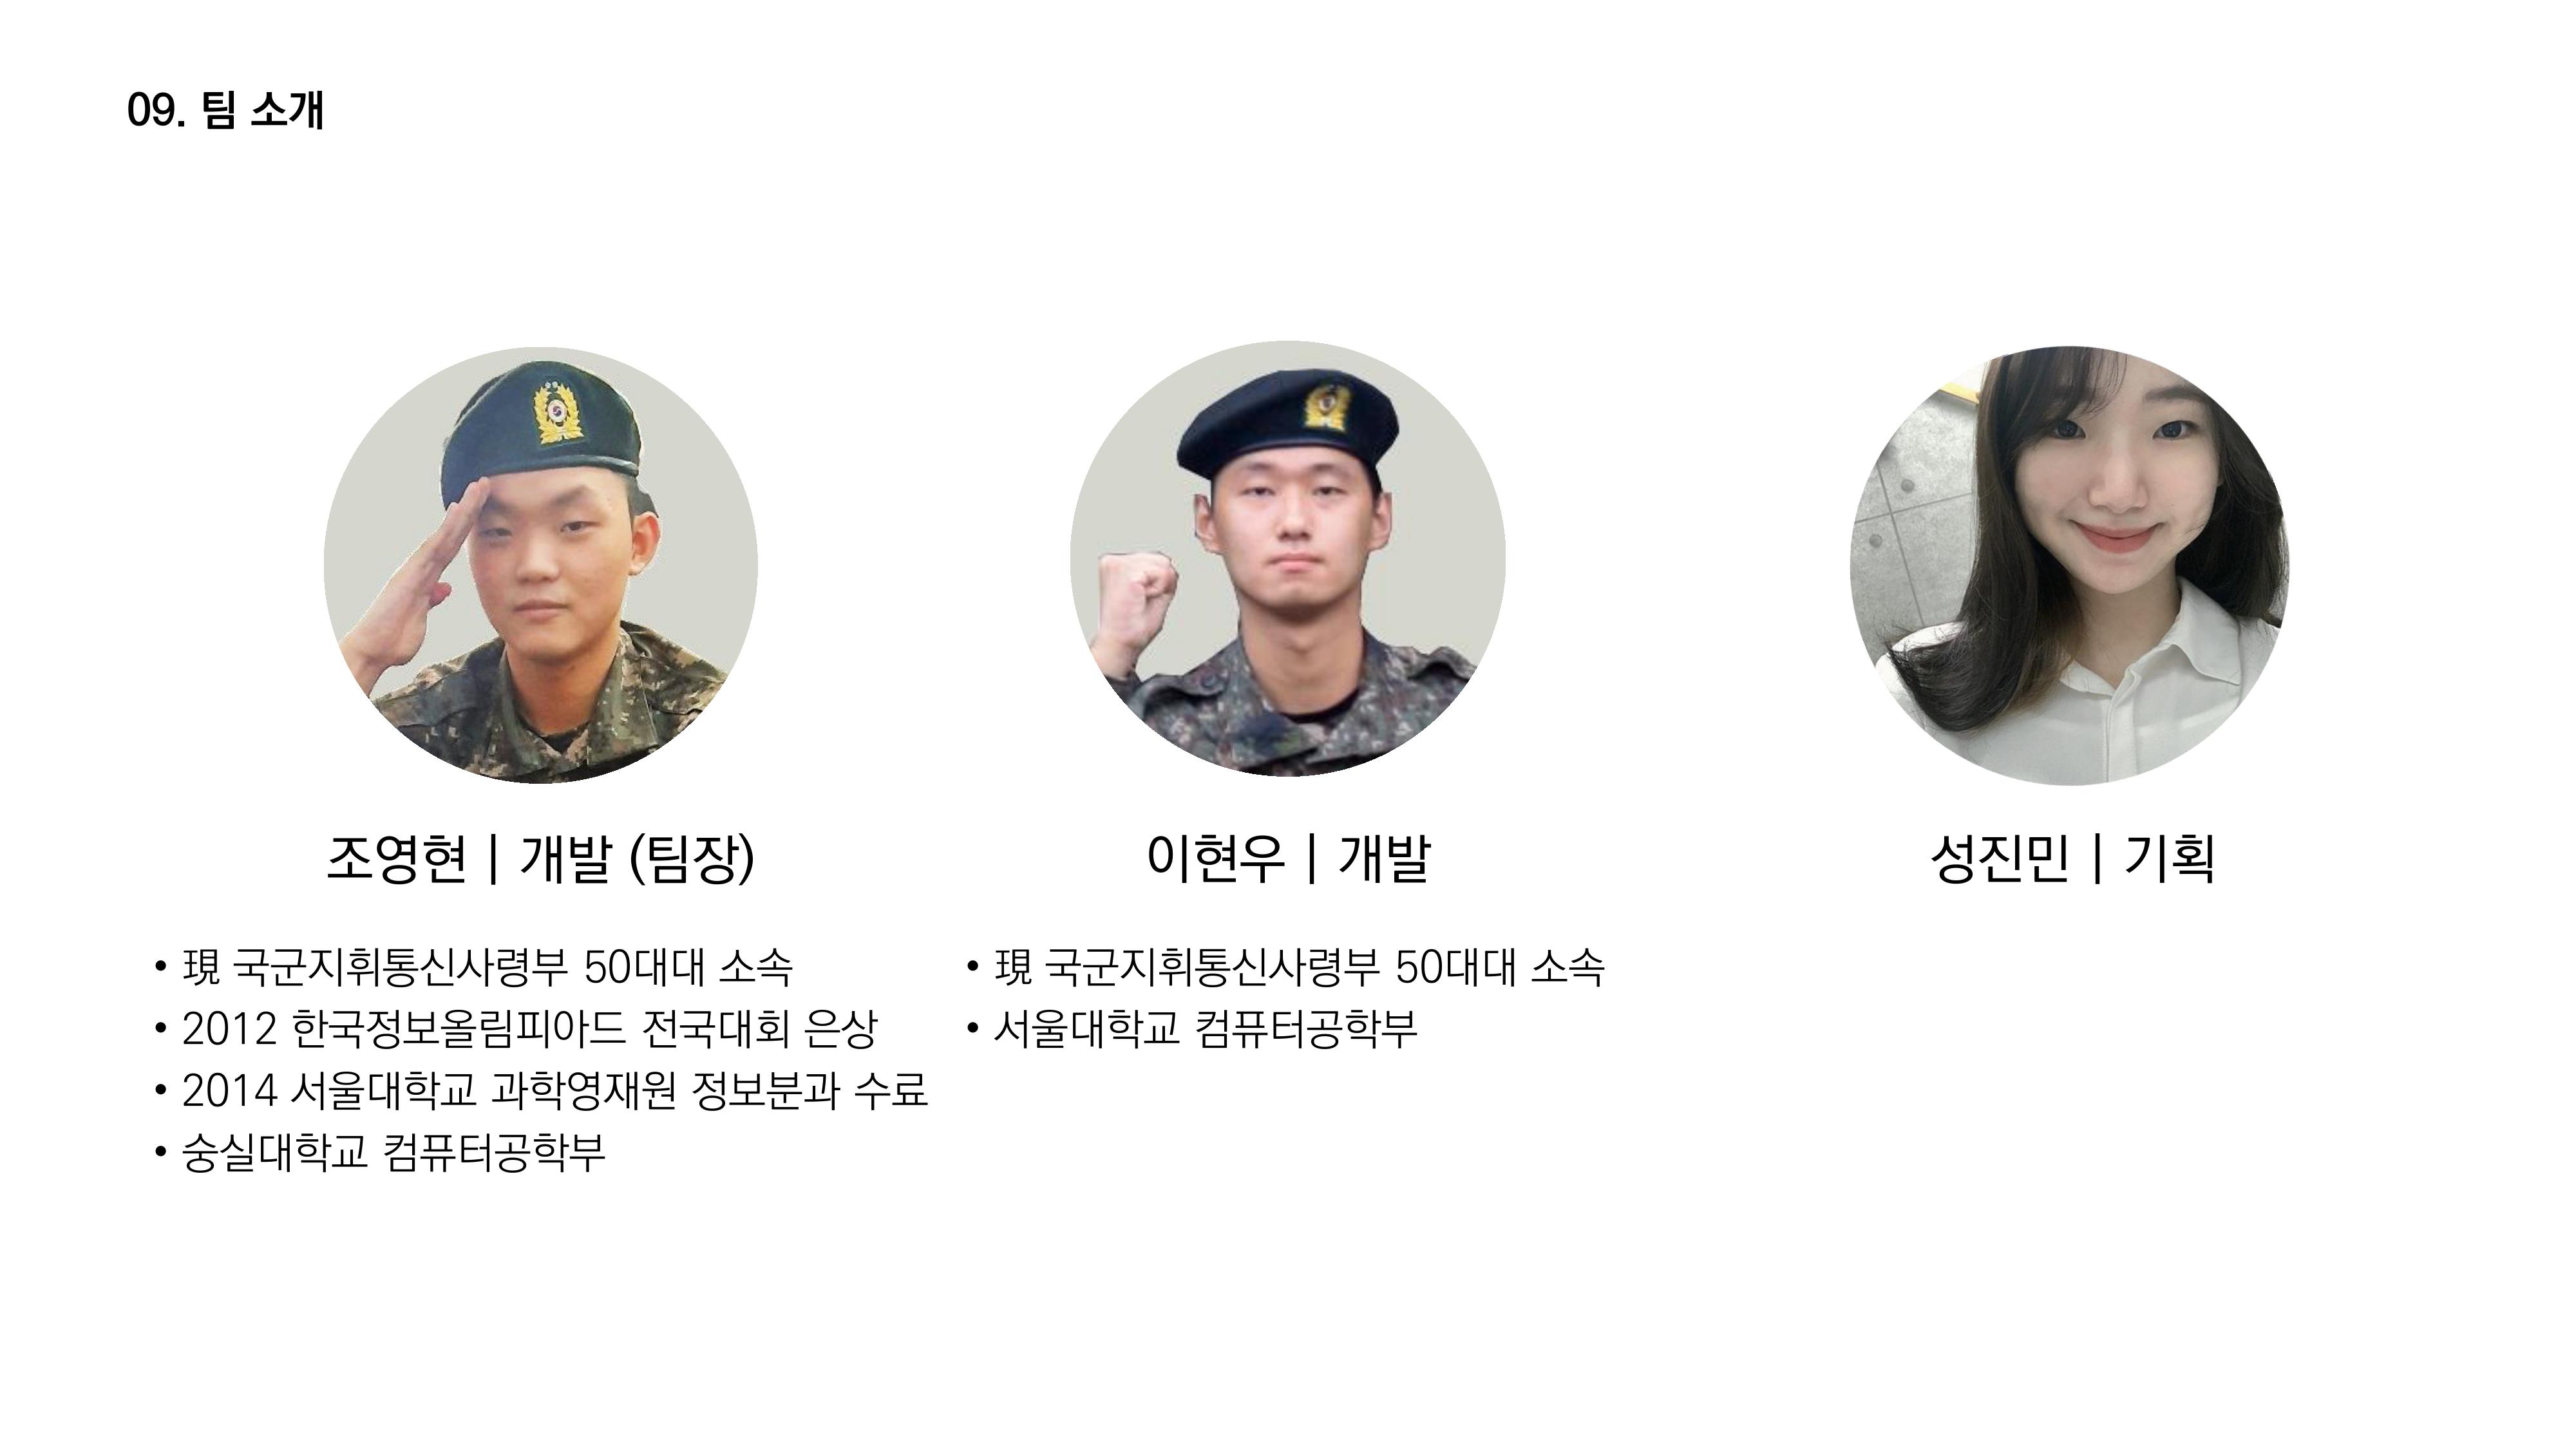 09. 팀 소개
조영현 | 개발 (팀장)
• 現 국군지휘통신사령부 50대대 소속
• 2012 한국정보올림피아드 전국대회 은상
• 2014 서울대학교 과학영재원 정보분과 수료
• 숭실대학교 컴퓨터공학부
이현우 | 개발
• 現 국군지휘통신사령부 50대대 소속
• 서울대학교 컴퓨터공학부
성진민 | 기획